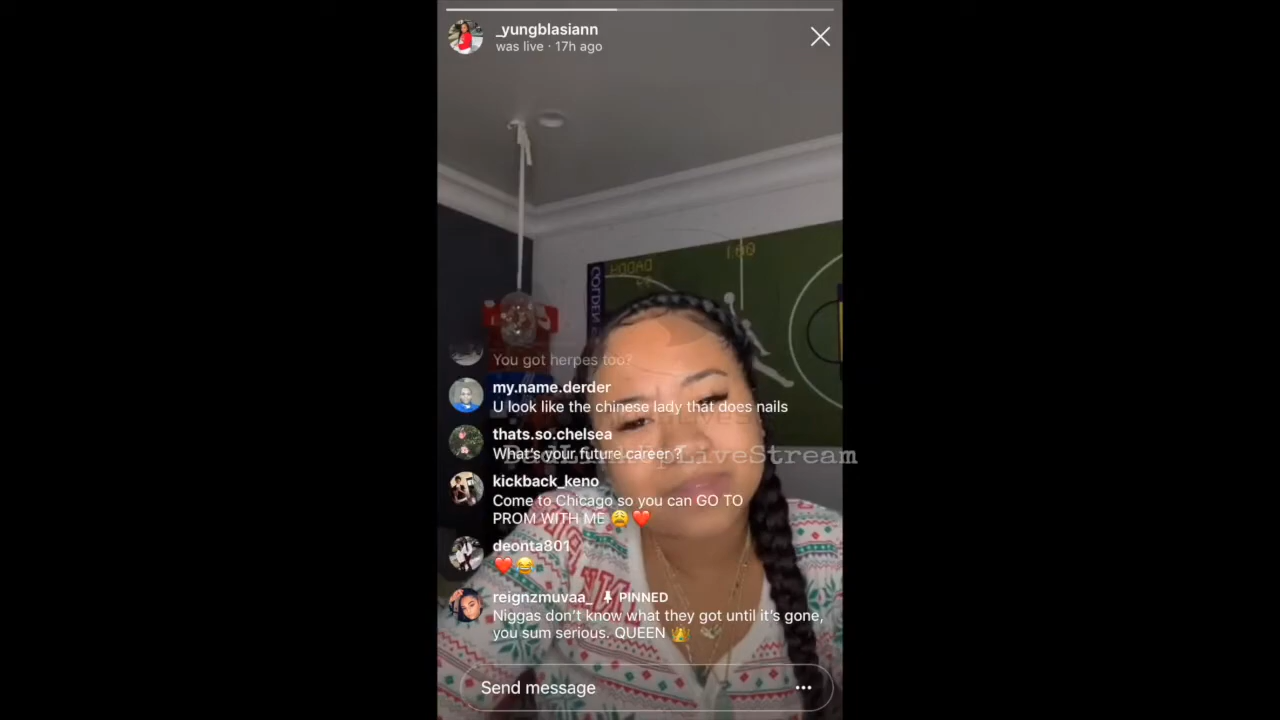 _yungblasiann
was live · 17h ago
GOLDEN S
You got herpes too?
my.name.derder
U look like the chinese lady that does nails
thats.so.chelsea
What's your future career ?
DadLinkUpLiveStream
kickback_keno
Come to Chicago so you can GO TO
PROM WITH ME 😩❤️
deonta801
❤️😂
reignzmuvaa_ 📌 PINNED
Niggas don't know what they got until it's gone,
you sum serious. QUEEN 👑
Send message